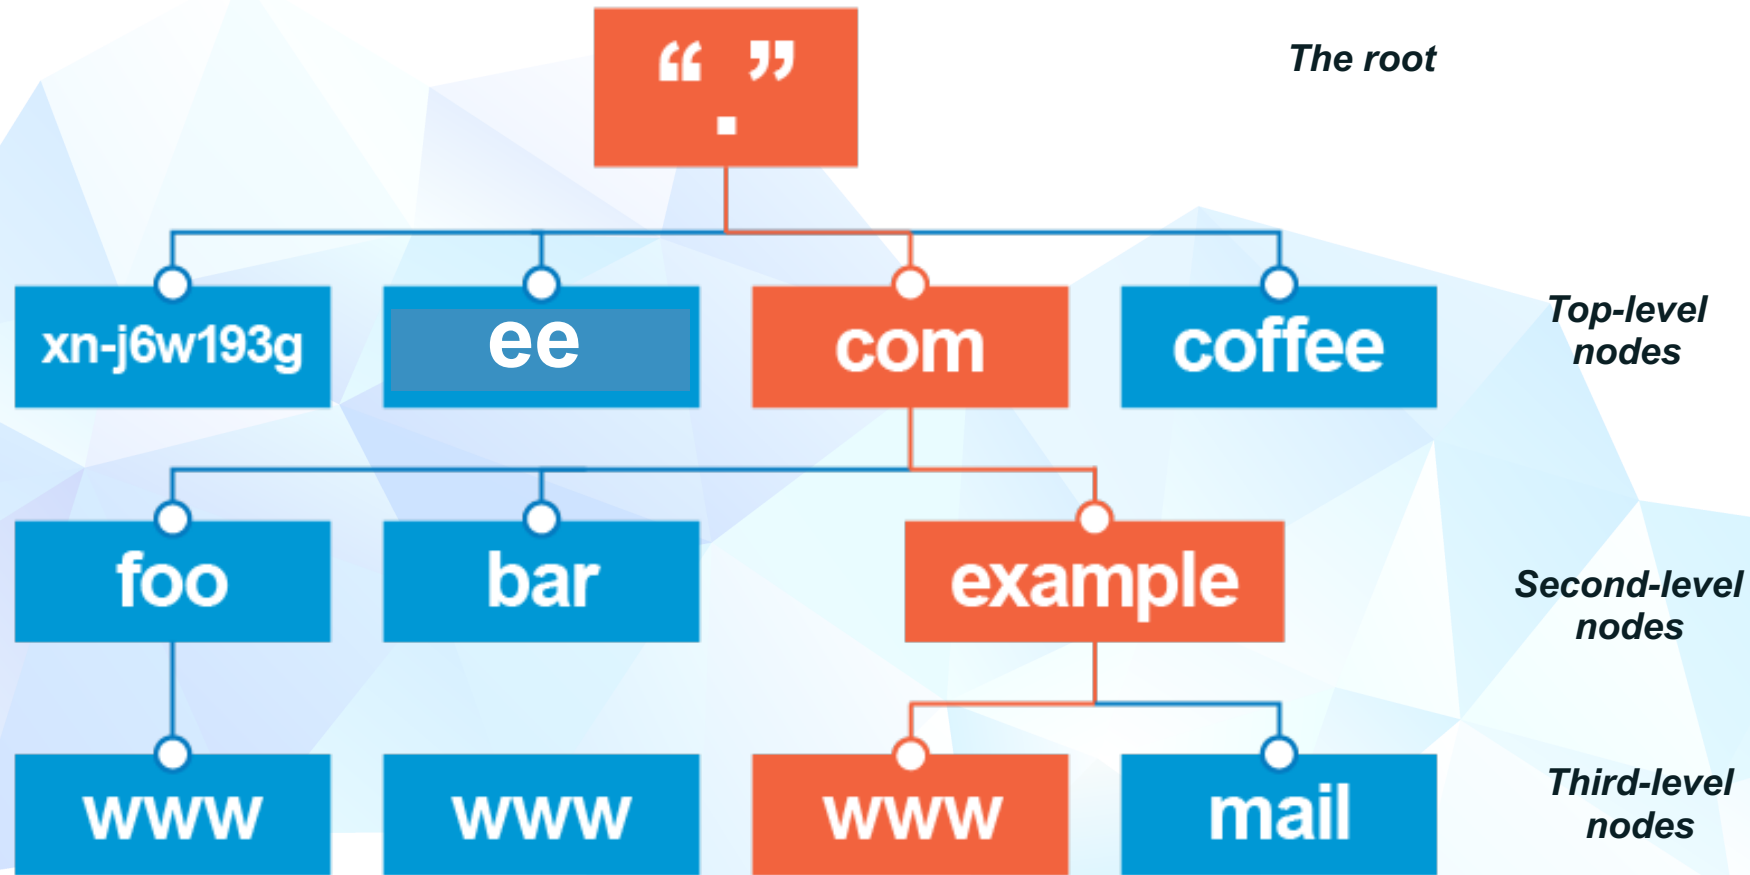 “ ”
.
The root
xn-j6w193g
ee
com
coffee
Top-level
nodes
foo
bar
example
Second-level
nodes
www
www
www
mail
Third-level
nodes